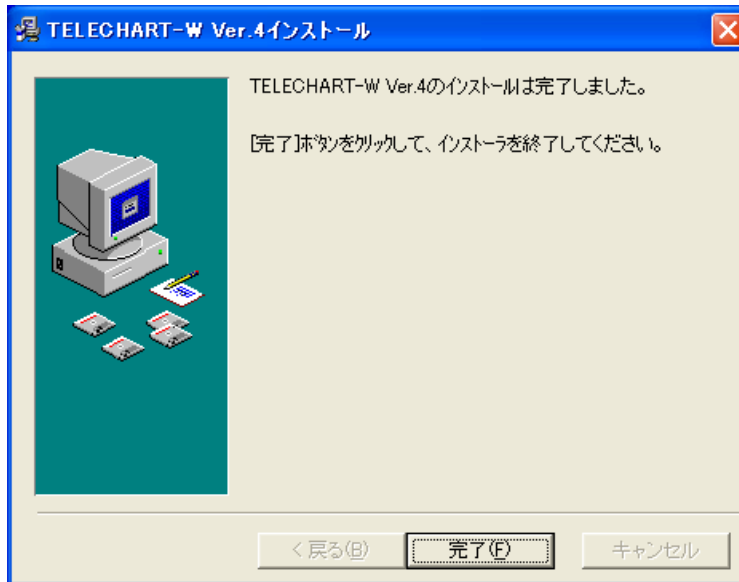 TELECHART-W Ver.4インストール
TELECHART-W Ver.4のインストールは完了しました。
[完了]ボタンをクリックして、インストーラを終了してください。
< 戻る(B)
完了(F)
キャンセル